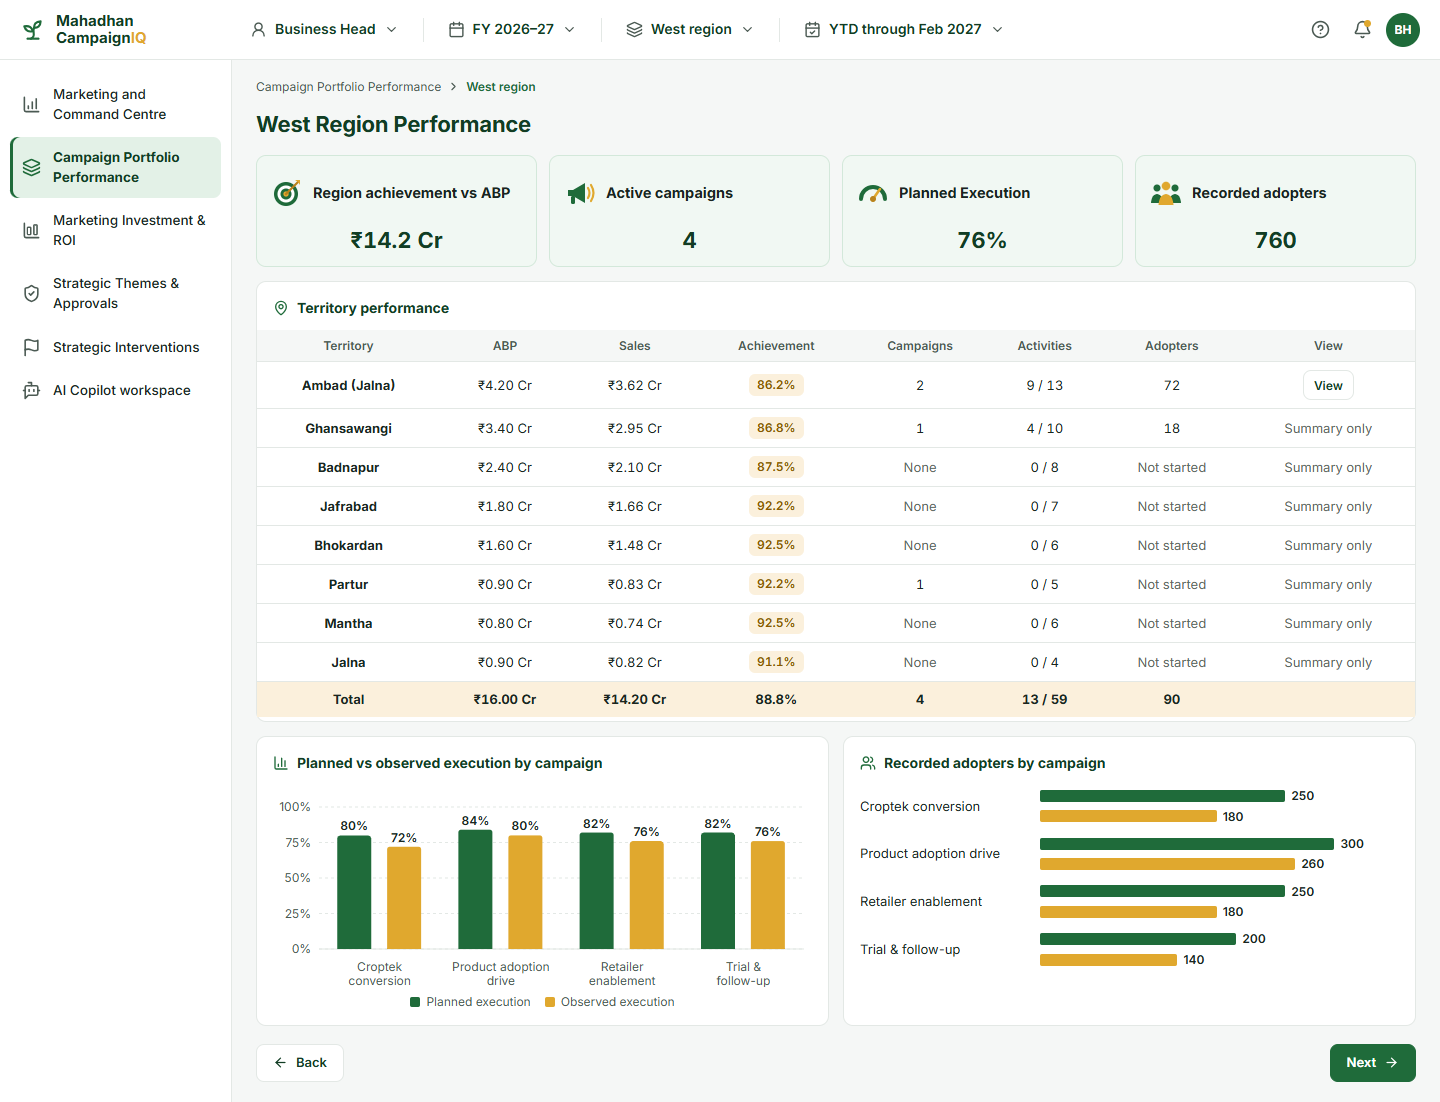 Mahadhan
CampaignIQ
Business Head
FY 2026–27
West region
YTD through Feb 2027
BH
Marketing and
Command Centre
Campaign Portfolio
Performance
Marketing Investment &
ROI
Strategic Themes &
Approvals
Strategic Interventions
AI Copilot workspace
Campaign Portfolio Performance > West region
West Region Performance
Region achievement vs ABP
₹14.2 Cr
Active campaigns
4
Planned Execution
76%
Recorded adopters
760
Territory performance
Territory ABP Sales Achievement Campaigns Activities Adopters View
Ambad (Jalna) ₹4.20 Cr ₹3.62 Cr 86.2% 2 9 / 13 72 View
Ghansawangi ₹3.40 Cr ₹2.95 Cr 86.8% 1 4 / 10 18 Summary only
Badnapur ₹2.40 Cr ₹2.10 Cr 87.5% None 0 / 8 Not started Summary only
Jafrabad ₹1.80 Cr ₹1.66 Cr 92.2% None 0 / 7 Not started Summary only
Bhokardan ₹1.60 Cr ₹1.48 Cr 92.5% None 0 / 6 Not started Summary only
Partur ₹0.90 Cr ₹0.83 Cr 92.2% 1 0 / 5 Not started Summary only
Mantha ₹0.80 Cr ₹0.74 Cr 92.5% None 0 / 6 Not started Summary only
Jalna ₹0.90 Cr ₹0.82 Cr 91.1% None 0 / 4 Not started Summary only
Total ₹16.00 Cr ₹14.20 Cr 88.8% 4 13 / 59 90
Planned vs observed execution by campaign
100%
75%
50%
25%
0%
80% 72% 84% 80% 82% 76% 82% 76%
Croptek
conversion
Product adoption
drive
Retailer
enablement
Trial &
follow-up
Planned execution Observed execution
Recorded adopters by campaign
Croptek conversion
250
180
Product adoption drive
300
260
Retailer enablement
250
180
Trial & follow-up
200
140
Back
Next